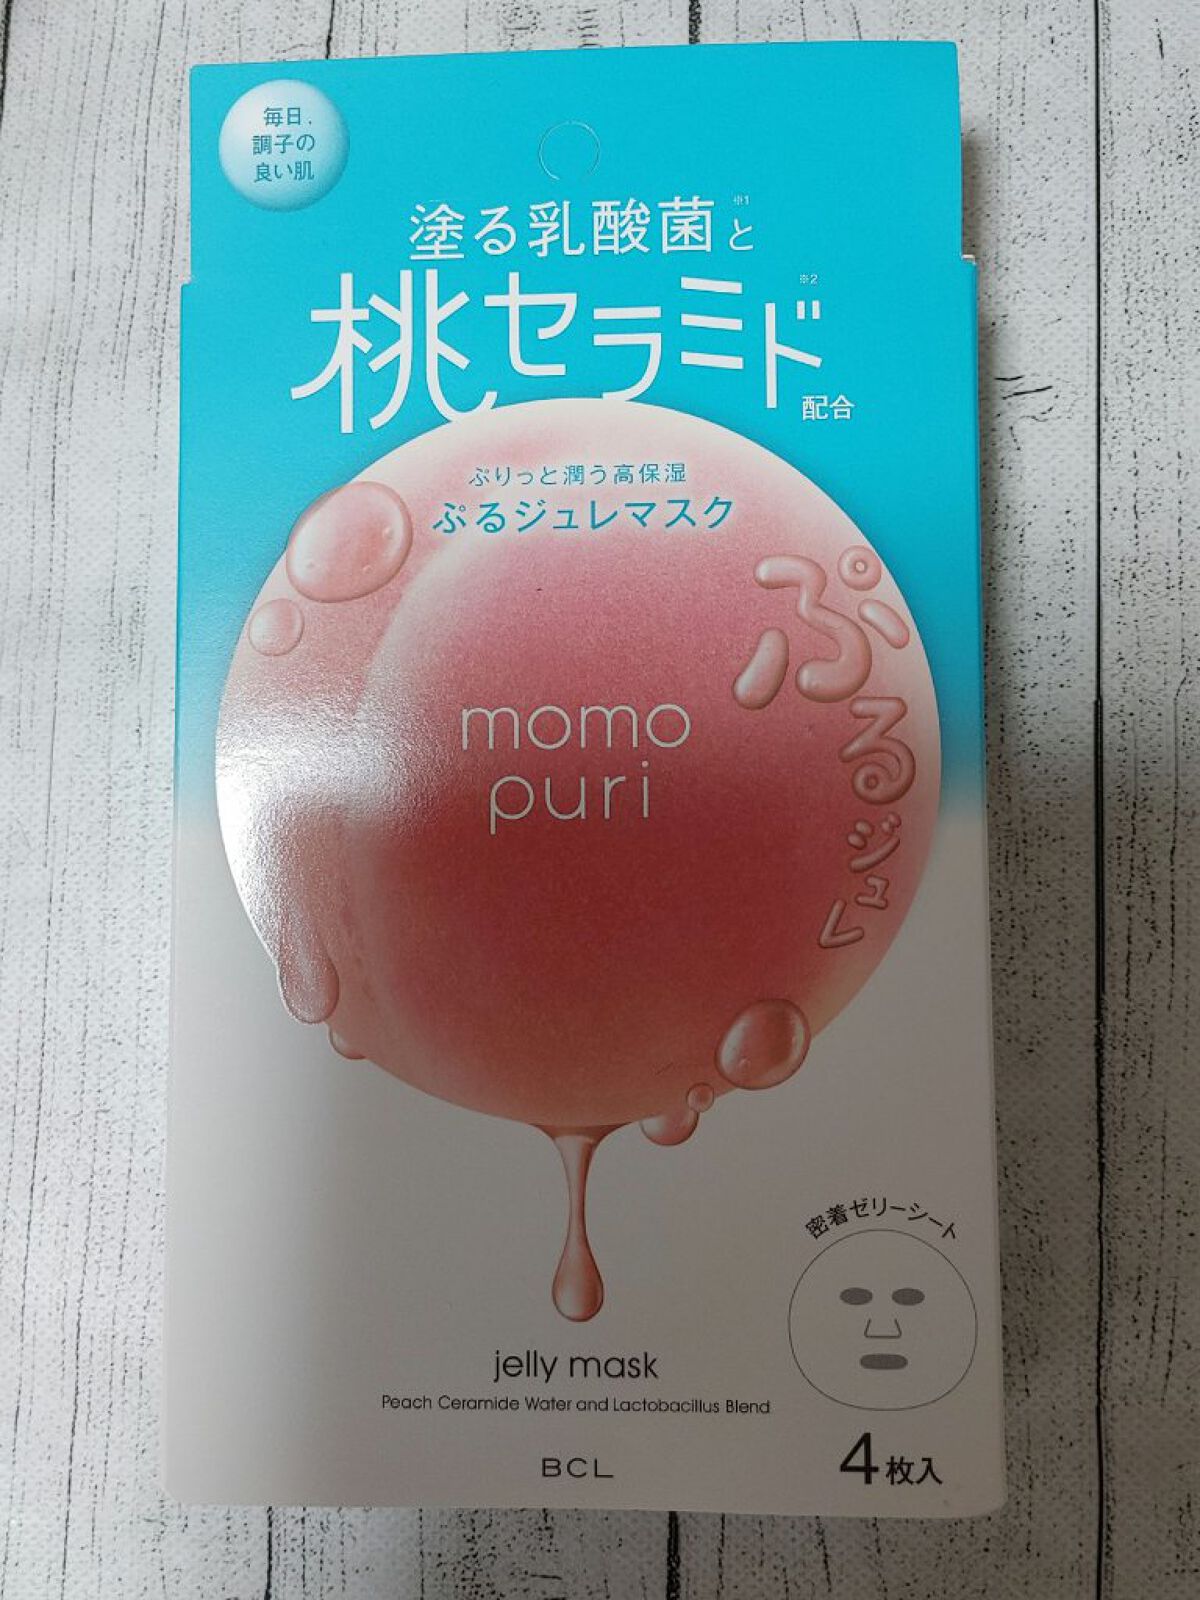 毎日、
調子の
良い肌
塗る乳酸菌※1と
桃セラミド※2
配合
ぷりっと潤う高保湿
ぷるジュレマスク
ぷるジュレ
momo
puri
密着ゼリーシート
jelly mask
Peach Ceramide Water and Lactobacillus Blend
BCL
4枚入